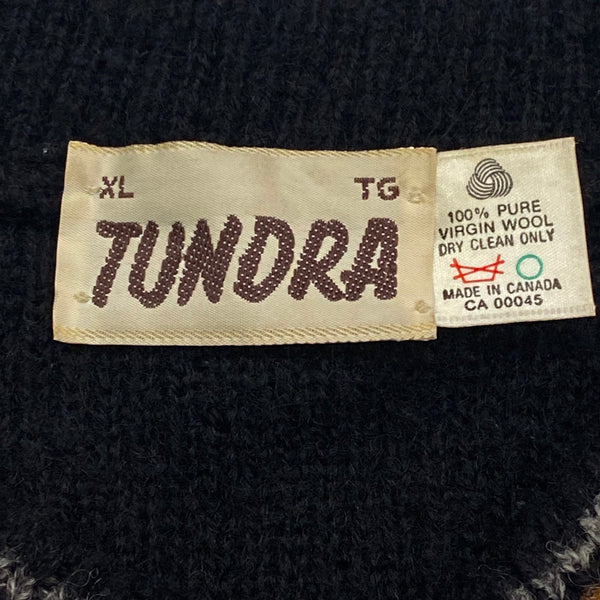 XL TG
TUNDRA
100% PURE
VIRGIN WOOL
DRY CLEAN ONLY
MADE IN CANADA
CA 00045